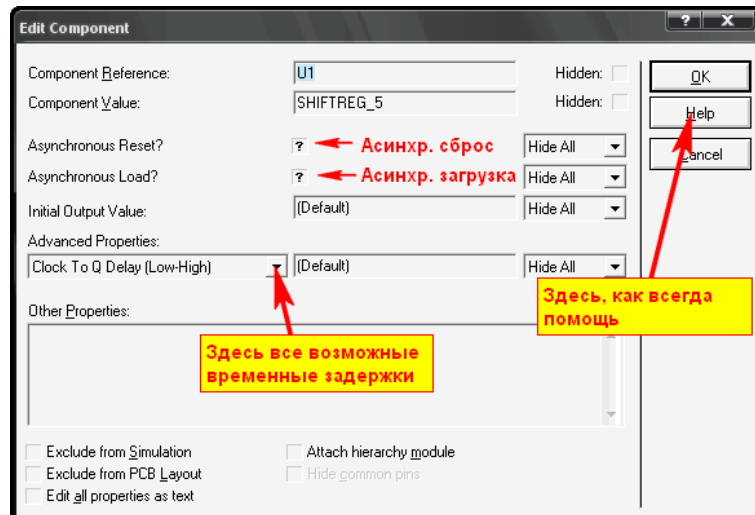 Edit Component
Component Reference: U1 Hidden:
Component Value: SHIFTREG_5 Hidden:
OK
Help
Cancel
Asynchronous Reset? ? Асинхр. сброс Hide All
Asynchronous Load? ? Асинхр. загрузка Hide All
Initial Output Value: (Default) Hide All
Advanced Properties:
Clock To Q Delay (Low-High) (Default) Hide All
Здесь, как всегда
помощь
Other Properties:
Здесь все возможные
временные задержки
Exclude from Simulation Attach hierarchy module
Exclude from PCB Layout Hide common pins
Edit all properties as text